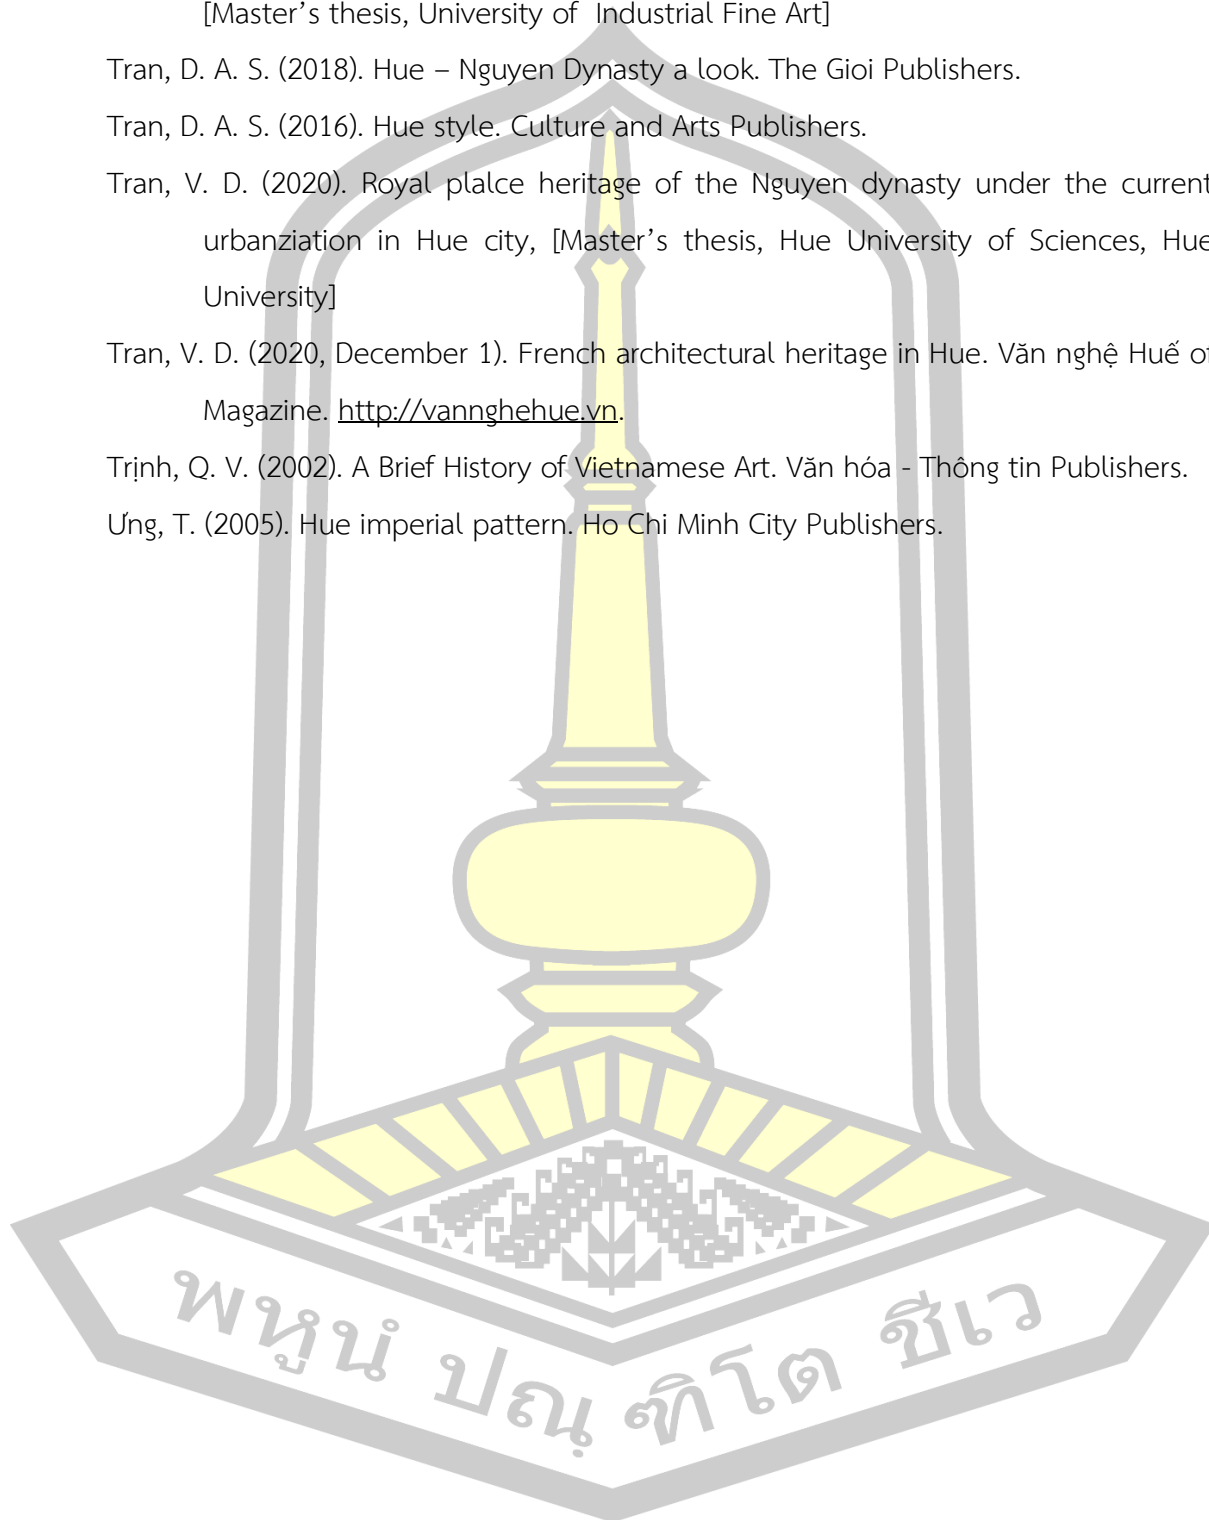 [Master’s thesis, University of Industrial Fine Art]
Tran, D. A. S. (2018). Hue – Nguyen Dynasty a look. The Gioi Publishers.
Tran, D. A. S. (2016). Hue style. Culture and Arts Publishers.
Tran, V. D. (2020). Royal plalce heritage of the Nguyen dynasty under the current
urbanziation in Hue city, [Master’s thesis, Hue University of Sciences, Hue
University]
Tran, V. D. (2020, December 1). French architectural heritage in Hue. Văn nghệ Huế of
Magazine. http://vannghehue.vn.
Trịnh, Q. V. (2002). A Brief History of Vietnamese Art. Văn hóa - Thông tin Publishers.
Ưng, T. (2005). Hue imperial pattern. Ho Chi Minh City Publishers.
พหูนํ ปณฺ ฑิโต ชีเว